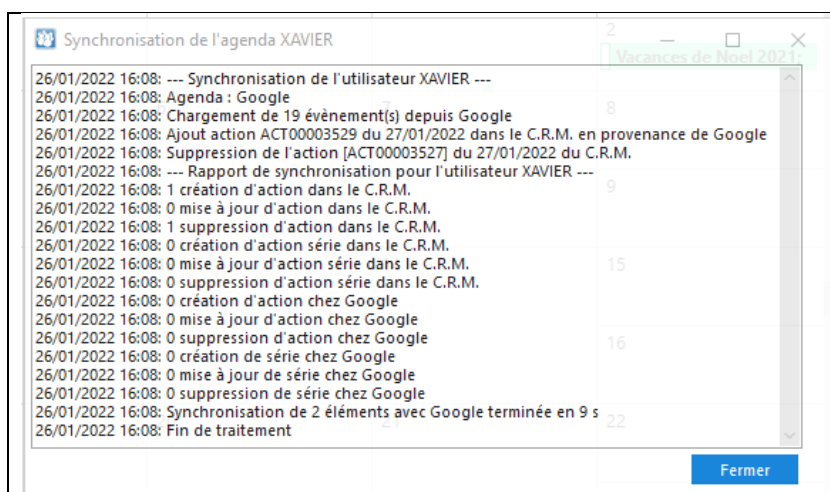 Synchronisation de l'agenda XAVIER
2
Vacances de Noel 2021:
26/01/2022 16:08: --- Synchronisation de l'utilisateur XAVIER ---
26/01/2022 16:08: Agenda : Google
26/01/2022 16:08: Chargement de 19 évènement(s) depuis Google
8
26/01/2022 16:08: Ajout action ACT00003529 du 27/01/2022 dans le C.R.M. en provenance de Google
26/01/2022 16:08: Suppression de l'action [ACT00003527] du 27/01/2022 du C.R.M.
26/01/2022 16:08: --- Rapport de synchronisation pour l'utilisateur XAVIER ---
26/01/2022 16:08: 1 création d'action dans le C.R.M.
9
26/01/2022 16:08: 0 mise à jour d'action dans le C.R.M.
26/01/2022 16:08: 1 suppression d'action dans le C.R.M.
26/01/2022 16:08: 0 création d'action série dans le C.R.M.
26/01/2022 16:08: 0 mise à jour d'action série dans le C.R.M.
15
26/01/2022 16:08: 0 suppression d'action série dans le C.R.M.
26/01/2022 16:08: 0 création d'action chez Google
26/01/2022 16:08: 0 mise à jour d'action chez Google
26/01/2022 16:08: 0 suppression d'action chez Google
16
26/01/2022 16:08: 0 création de série chez Google
26/01/2022 16:08: 0 mise à jour de série chez Google
26/01/2022 16:08: 0 suppression de série chez Google
26/01/2022 16:08: Synchronisation de 2 éléments avec Google terminée en 9 s
21
22
26/01/2022 16:08: Fin de traitement
Fermer